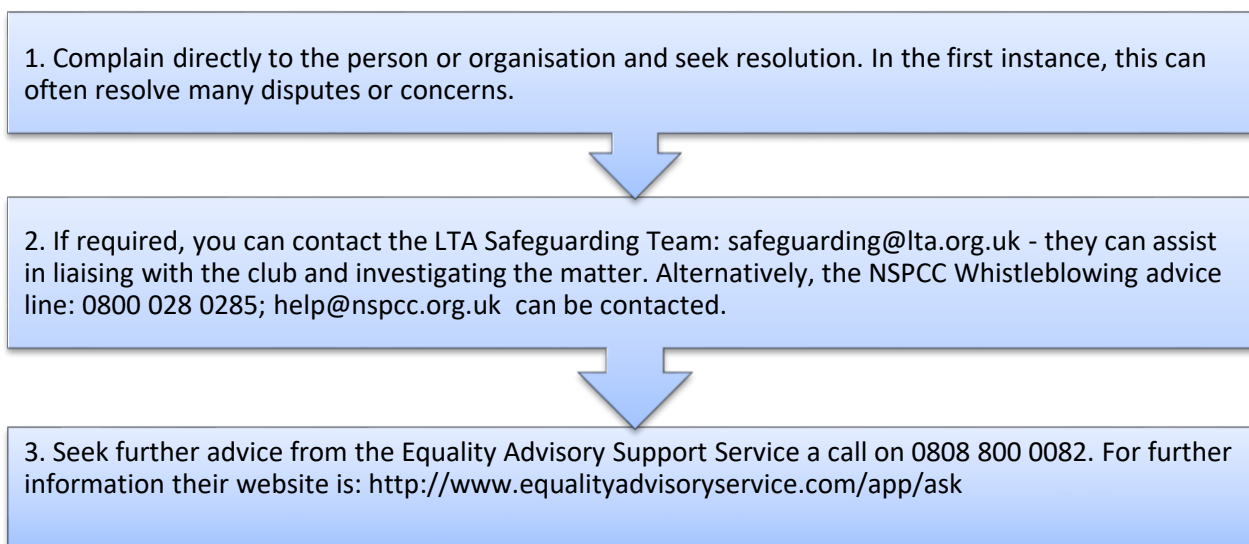 1. Complain directly to the person or organisation and seek resolution. In the first instance, this can
often resolve many disputes or concerns.
2. If required, you can contact the LTA Safeguarding Team: safeguarding@lta.org.uk - they can assist
in liaising with the club and investigating the matter. Alternatively, the NSPCC Whistleblowing advice
line: 0800 028 0285; help@nspcc.org.uk  can be contacted.
3. Seek further advice from the Equality Advisory Support Service a call on 0808 800 0082. For further
information their website is: http://www.equalityadvisoryservice.com/app/ask